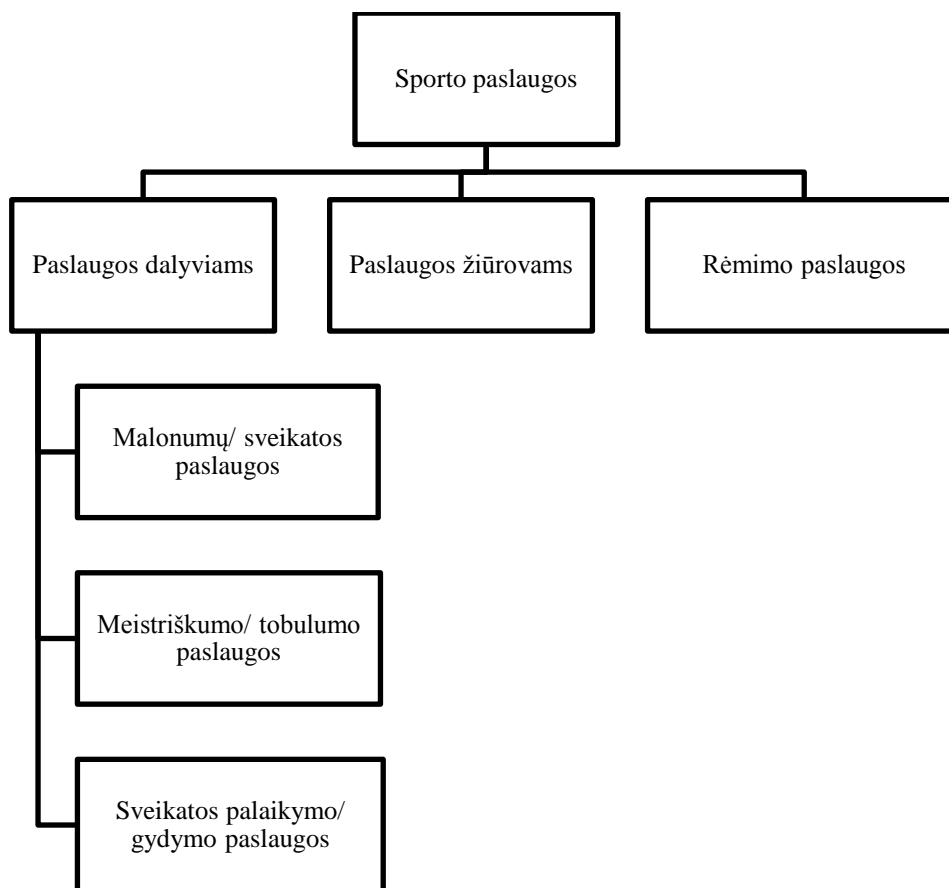 Sporto paslaugos
Paslaugos dalyviams
Paslaugos žiūrovams
Rėmimo paslaugos
Malonumų/ sveikatos
paslaugos
Meistriškumo/ tobulumo
paslaugos
Sveikatos palaikymo/
gydymo paslaugos